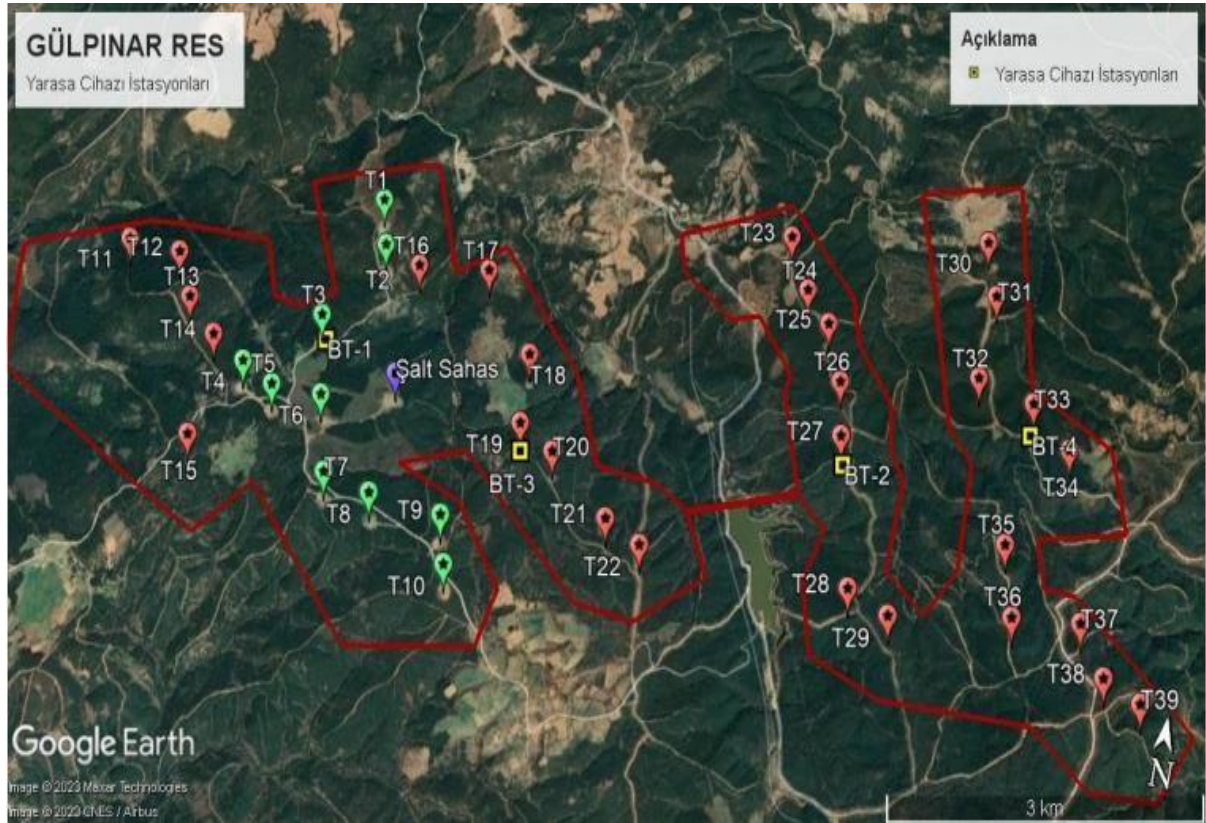 GÜLPINAR RES
Yarasa Cihazı İstasyonları
Açıklama
Yarasa Cihazı İstasyonları
T1
T11
T12
T13
T14
T16
T2
T17
T3
BT-1
T4
T5
T6
Şalt Sahas
T18
T15
T7
T8
T9
T10
T19
T20
BT-3
T21
T22
T23
T24
T25
T26
T27
BT-2
T28
T29
T30
T31
T32
T33
BT-4
T34
T35
T36
T37
T38
T39
N
Google Earth
Image © 2023 Maxar Technologies
Image © 2023 CNES / Airbus
3 km